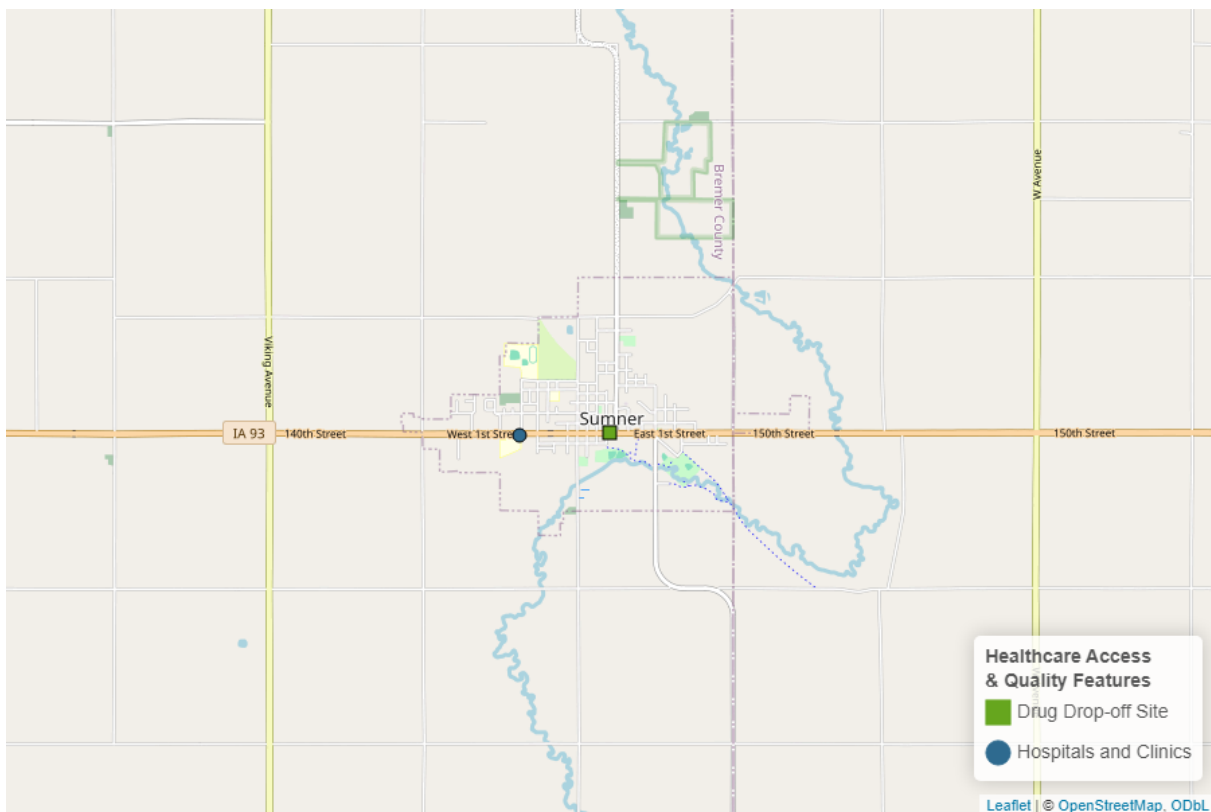 W Avenue
Bremer County
Viking Avenue
Sumner
IA 93
140th Street
West 1st Street
East 1st Street
150th Street
150th Street
Healthcare Access
& Quality Features
Drug Drop-off Site
Hospitals and Clinics
Leaflet | © OpenStreetMap, ODbL